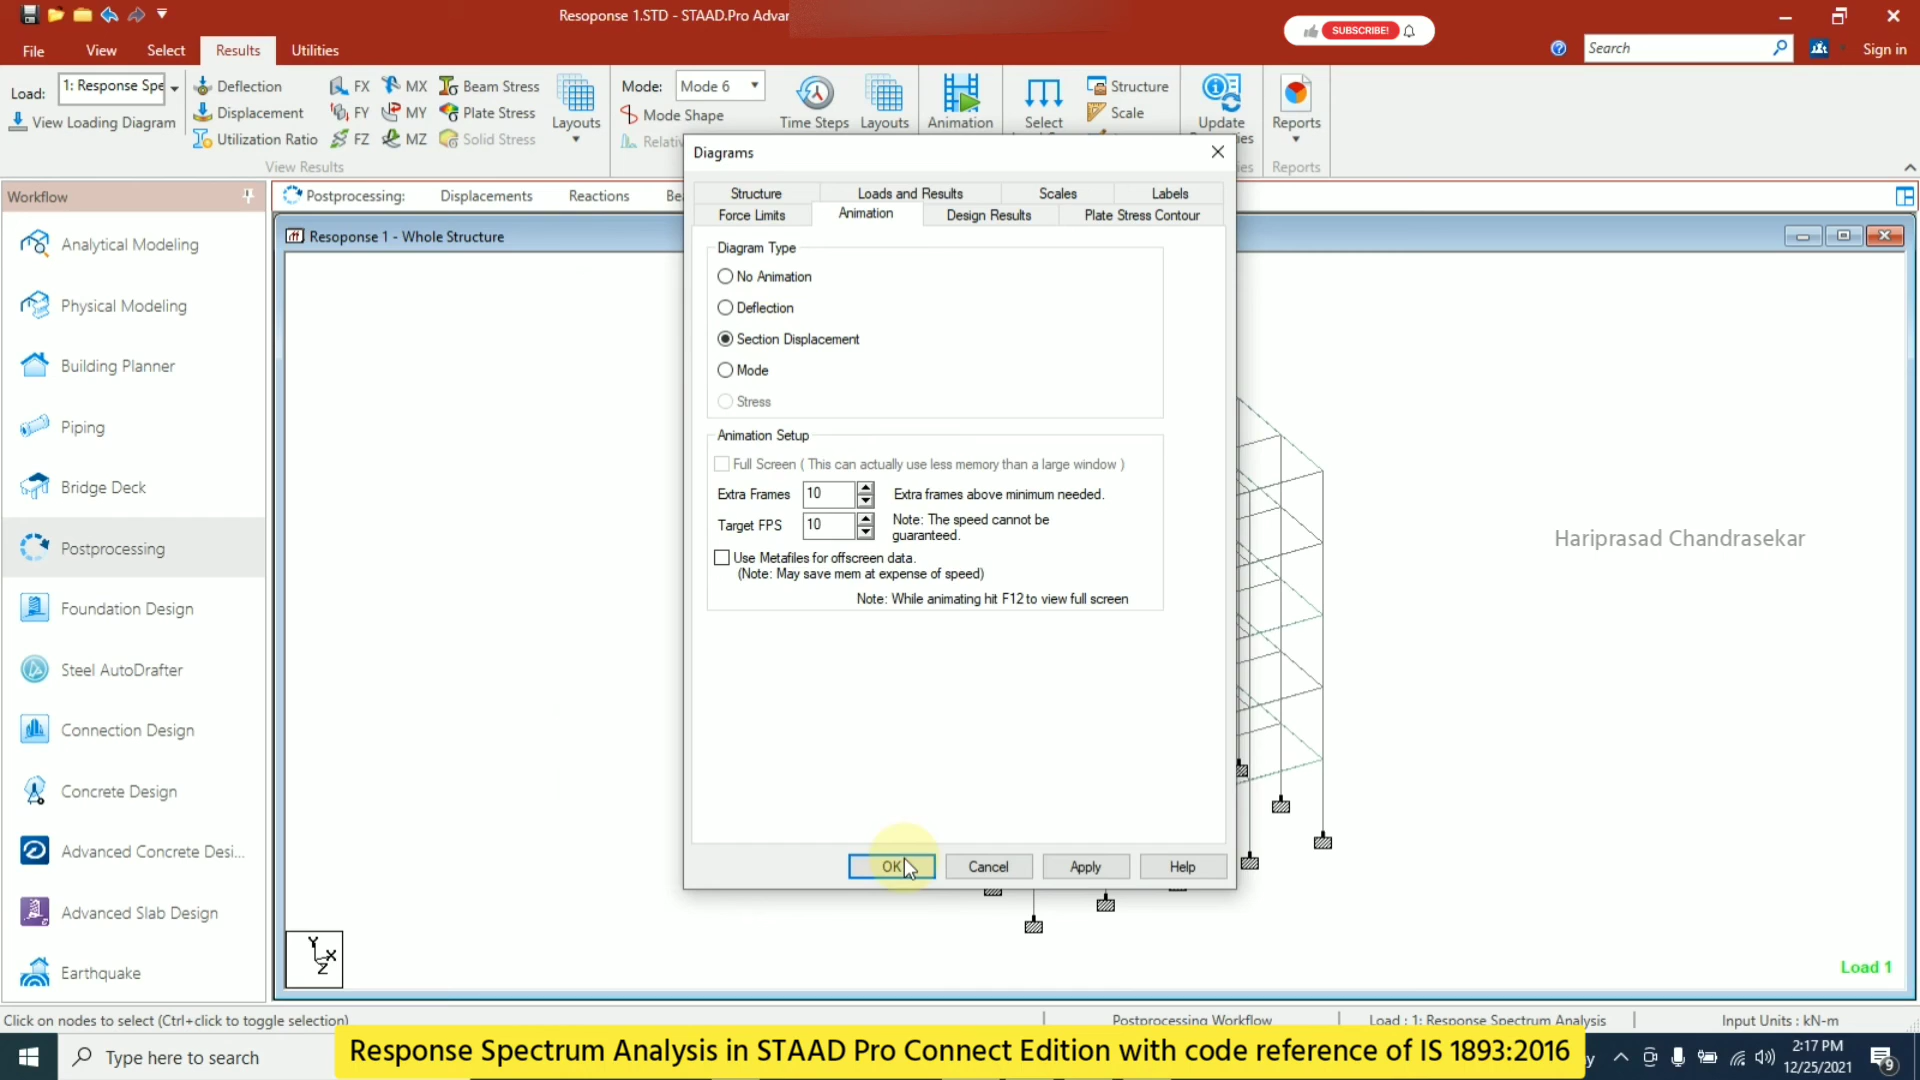 Resoponse 1.STD - STAAD.Pro Advar
SUBSCRIBE!
File
View
Select
Results
Utilities
Search
Sign in
Load:
1: Response Spe
View Loading Diagram
Deflection
Displacement
Utilization Ratio
FX
FY
FZ
MX
MY
MZ
Beam Stress
Plate Stress
Solid Stress
Layouts
View Results
Mode:
Mode 6
Mode Shape
Time Steps
Layouts
Animation
Select
Structure
Scale
Update
Reports
Reports
Workflow
Analytical Modeling
Physical Modeling
Building Planner
Piping
Bridge Deck
Postprocessing
Foundation Design
Steel AutoDrafter
Connection Design
Concrete Design
Advanced Concrete Desi...
Advanced Slab Design
Earthquake
Postprocessing:
Displacements
Reactions
Resoponse 1 - Whole Structure
Diagrams
Structure
Loads and Results
Scales
Labels
Force Limits
Animation
Design Results
Plate Stress Contour
Diagram Type
No Animation
Deflection
Section Displacement
Mode
Stress
Animation Setup
Full Screen ( This can actually use less memory than a large window )
Extra Frames
10
Extra frames above minimum needed.
Target FPS
10
Note: The speed cannot be
guaranteed.
Use Metafiles for offscreen data.
(Note: May save mem at expense of speed)
Note: While animating hit F12 to view full screen
OK
Cancel
Apply
Help
Hariprasad Chandrasekar
Y
X
Z
Load 1
Click on nodes to select (Ctrl+click to toggle selection)
Postprocessing Workflow
Load : 1: Response Spectrum Analysis
Input Units : kN-m
Type here to search
Response Spectrum Analysis in STAAD Pro Connect Edition with code reference of IS 1893:2016
2:17 PM
12/25/2021
9